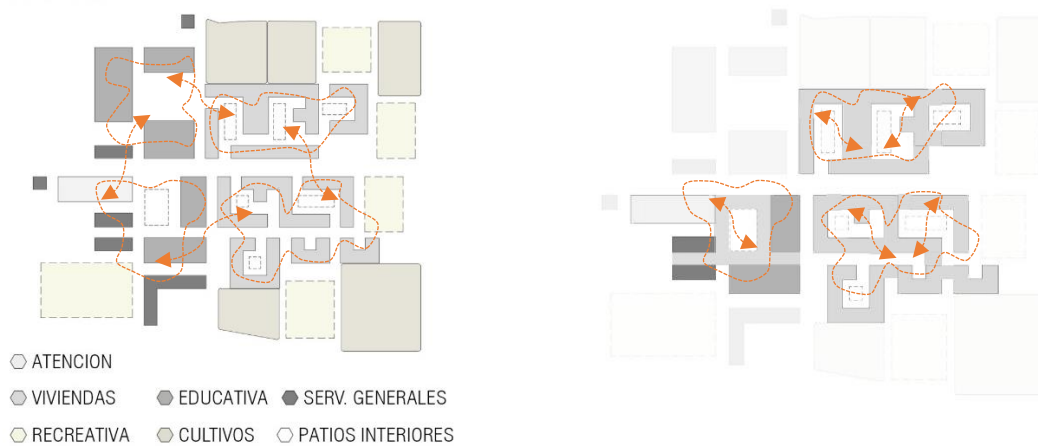 ATENCION
VIVIENDAS EDUCATIVA SERV. GENERALES
RECREATIVA CULTIVOS PATIOS INTERIORES